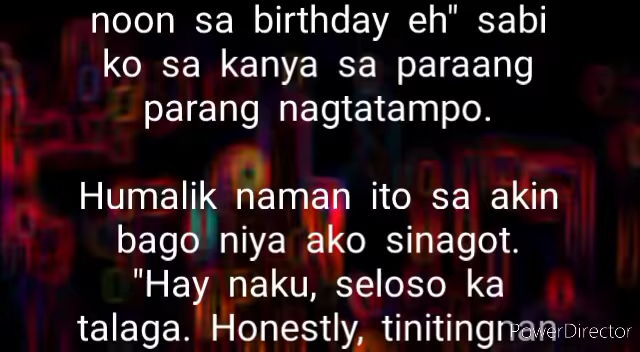 noon sa birthday eh" sabi
ko sa kanya sa paraang
parang nagtatampo.
Humalik naman ito sa akin
bago niya ako sinagot.
"Hay naku, seloso ka
talaga. Honestly, tinitingnan
PowerDirector